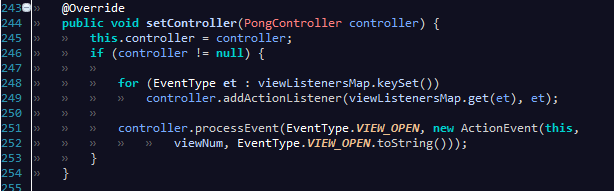 243 @Override
244 public void setController(PongController controller) {
245 » this.controller = controller;
246 » » if (controller != null) {
247 » » »
248 » » » for (EventType et : viewListenersMap.keySet())
249 » » » » controller.addActionListener(viewListenersMap.get(et), et);
250
251 » » » controller.processEvent(EventType.VIEW_OPEN, new ActionEvent(this,
252 » » » » » viewNum, EventType.VIEW_OPEN.toString()));
253 » » }
254 » }
255